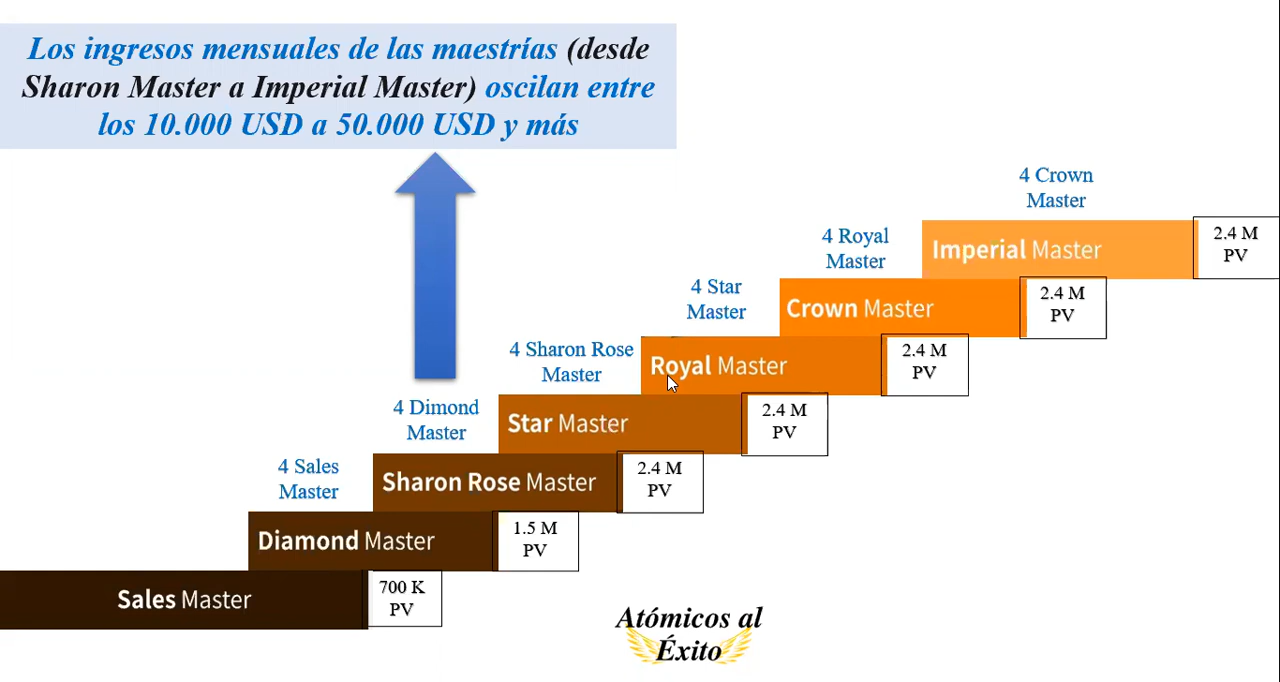 Los ingresos mensuales de las maestrías (desde
Sharon Master a Imperial Master) oscilan entre
los 10.000 USD a 50.000 USD y más
4 Crown
Master
Imperial Master
2.4 M
PV
4 Royal
Master
Crown Master
2.4 M
PV
4 Star
Master
Royal Master
2.4 M
PV
4 Sharon Rose
Master
Star Master
2.4 M
PV
4 Dimond
Master
Sharon Rose Master
2.4 M
PV
4 Sales
Master
Diamond Master
1.5 M
PV
Sales Master
700 K
PV
Atómicos al
Éxito